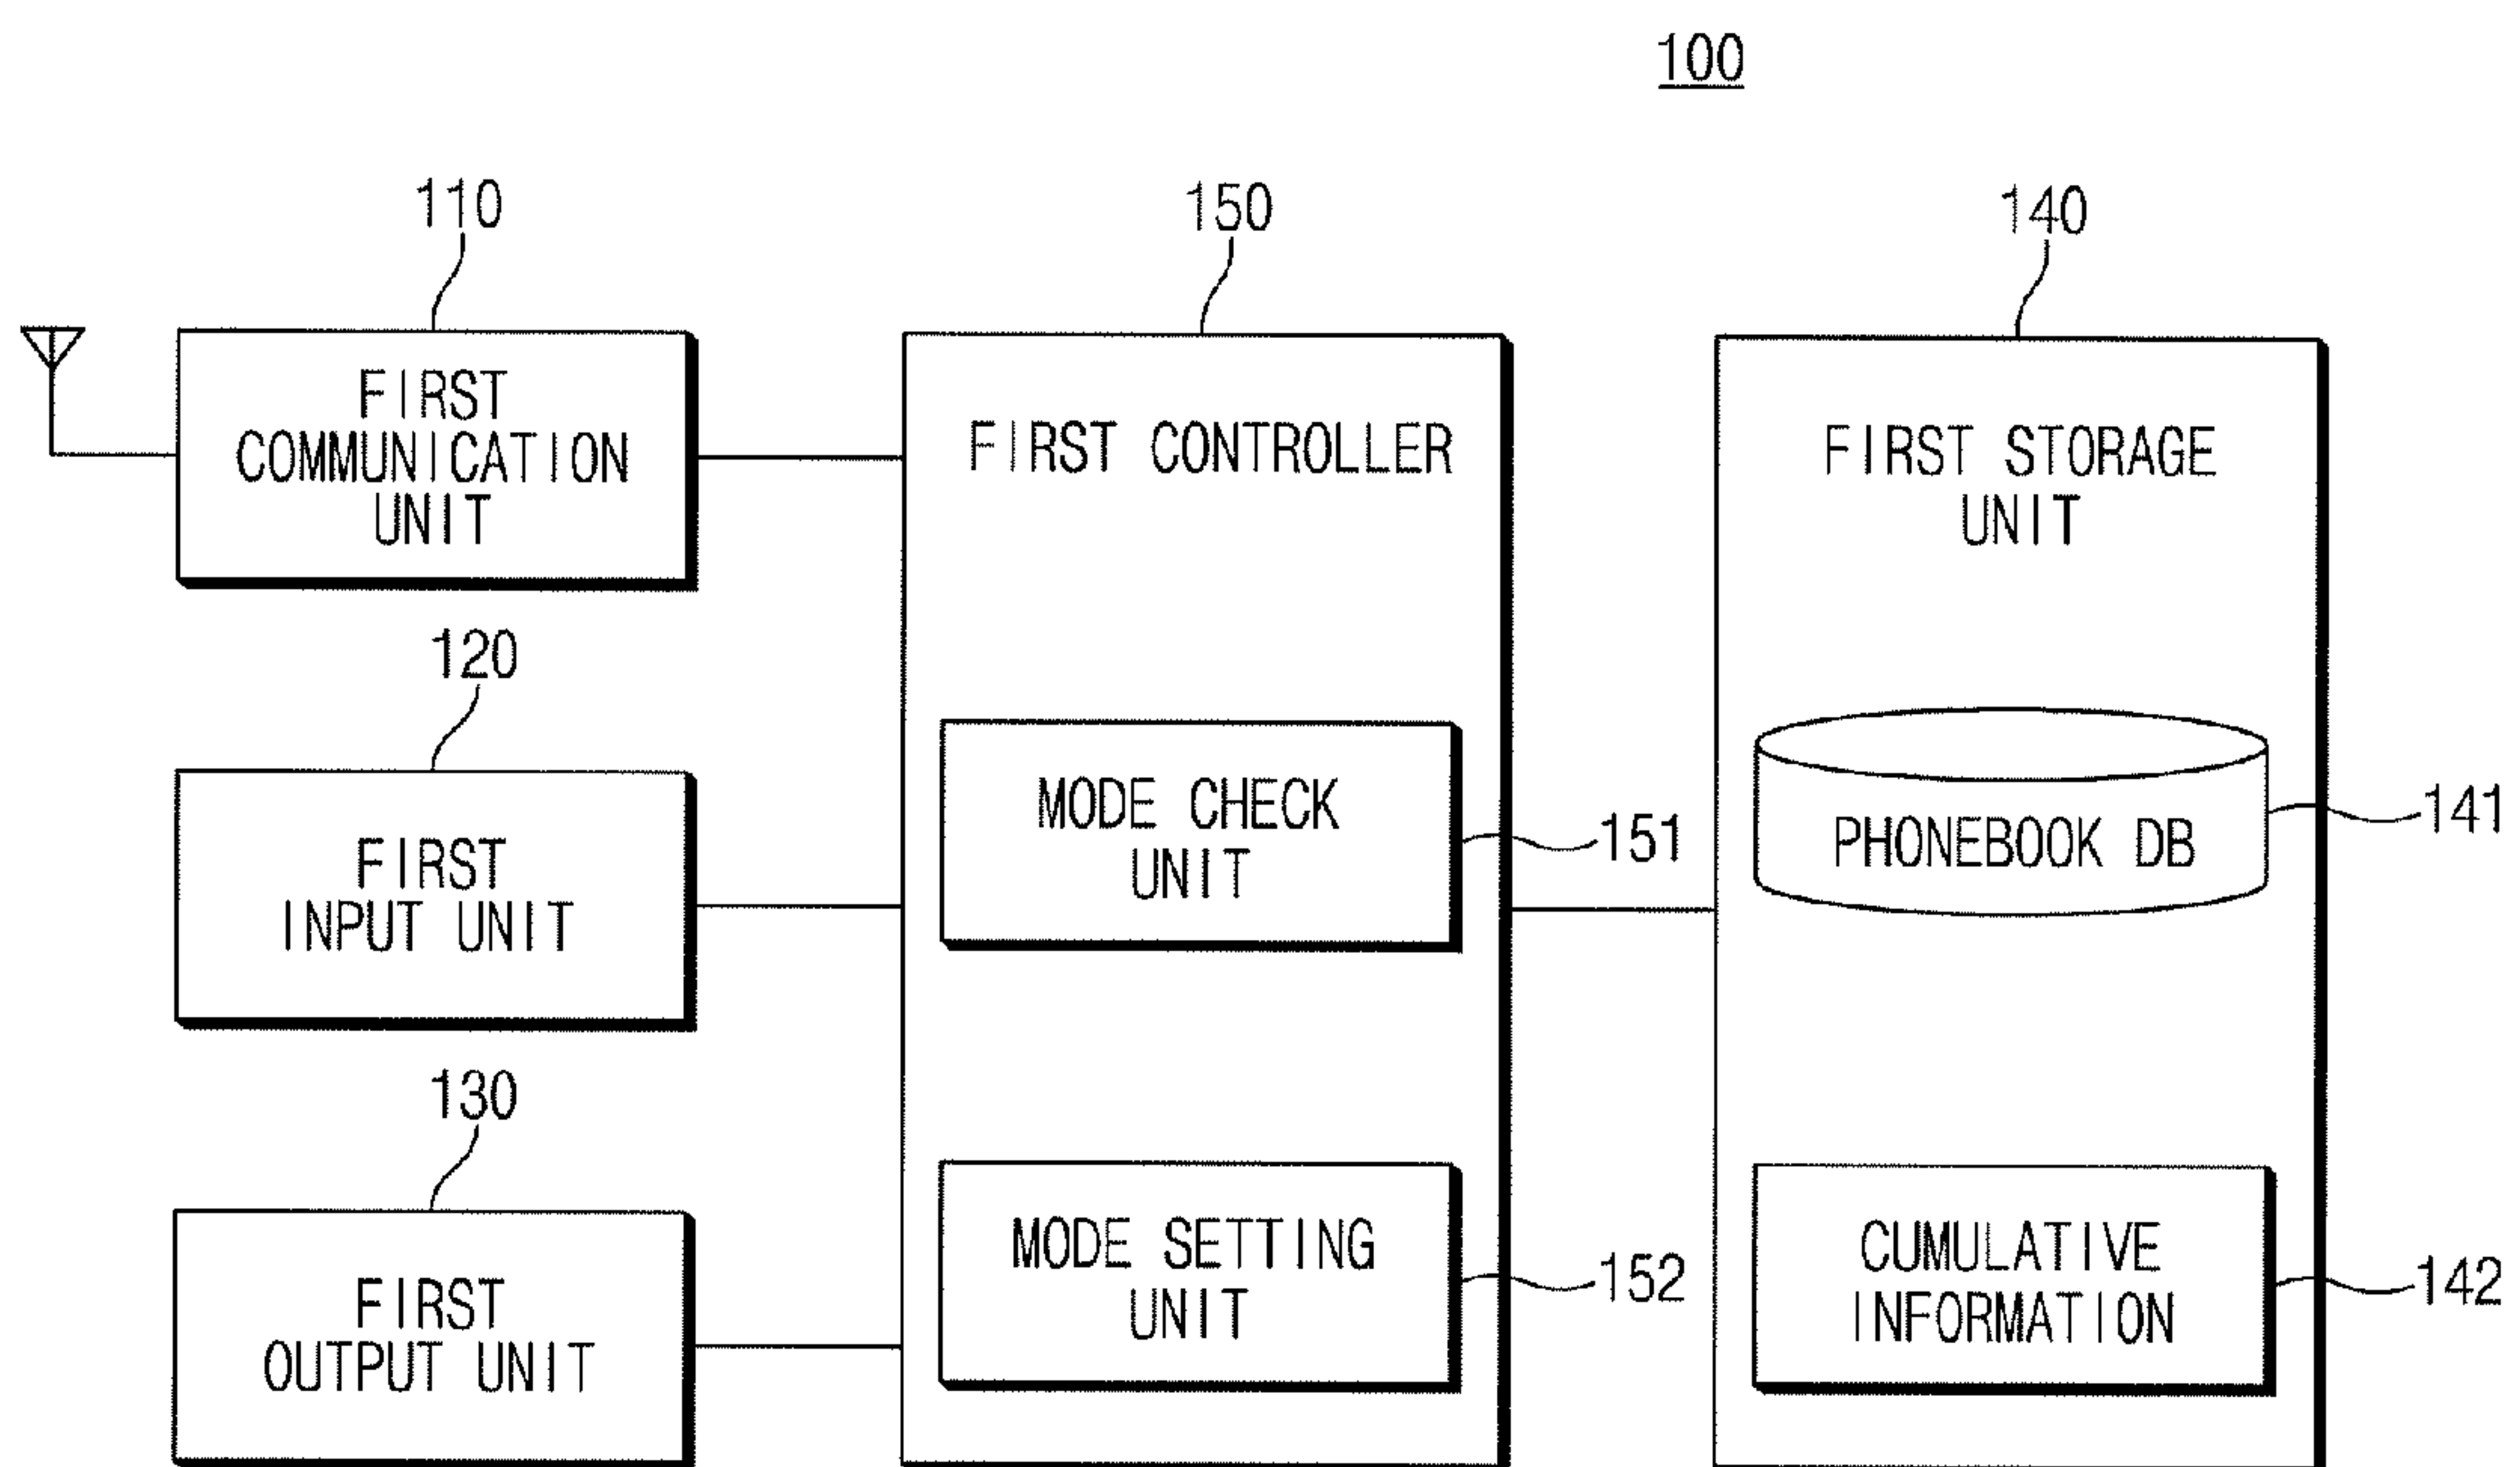 100
110
150
140
FIRST
COMMUNICATION
UNIT
FIRST CONTROLLER
FIRST STORAGE
UNIT
120
FIRST
INPUT UNIT
MODE CHECK
UNIT
151
PHONEBOOK DB
141
130
FIRST
OUTPUT UNIT
MODE SETTING
UNIT
152
CUMULATIVE
INFORMATION
142